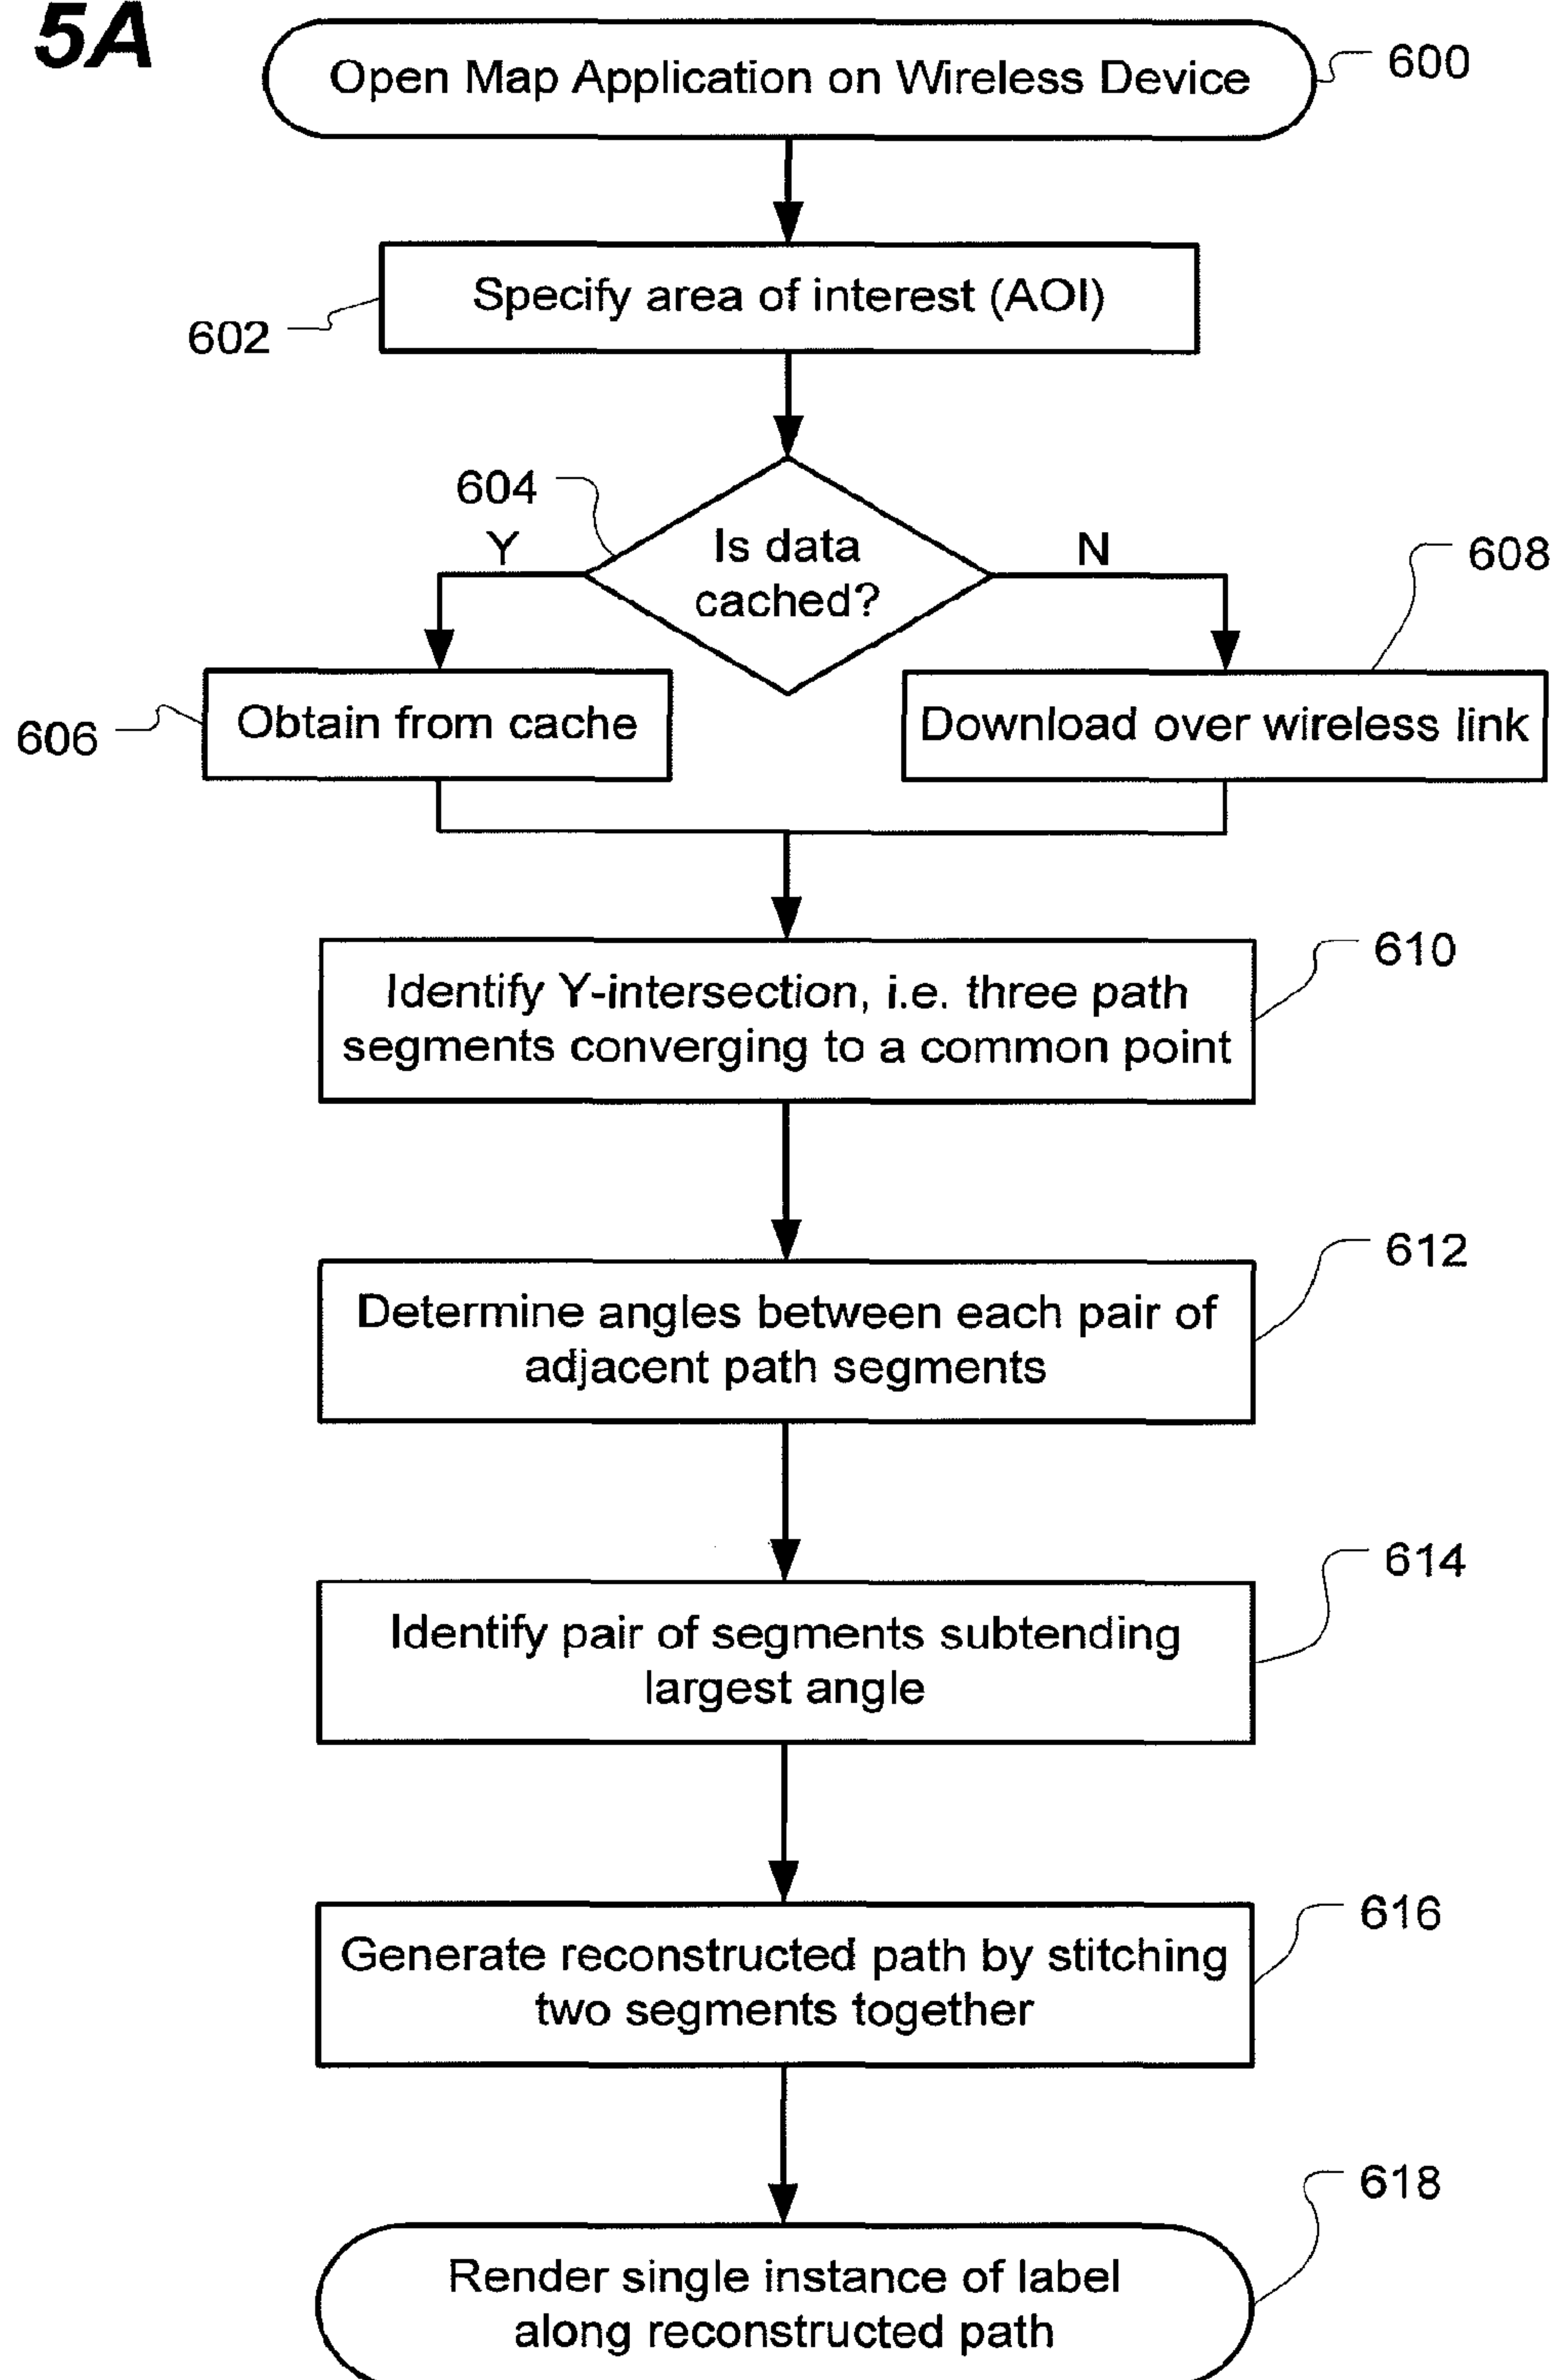 5A
Open Map Application on Wireless Device
600
Specify area of interest (AOI)
602
604
Y
Is data
cached?
N
608
606
Obtain from cache
Download over wireless link
610
Identify Y-intersection, i.e. three path
segments converging to a common point
612
Determine angles between each pair of
adjacent path segments
614
Identify pair of segments subtending
largest angle
616
Generate reconstructed path by stitching
two segments together
618
Render single instance of label
along reconstructed path